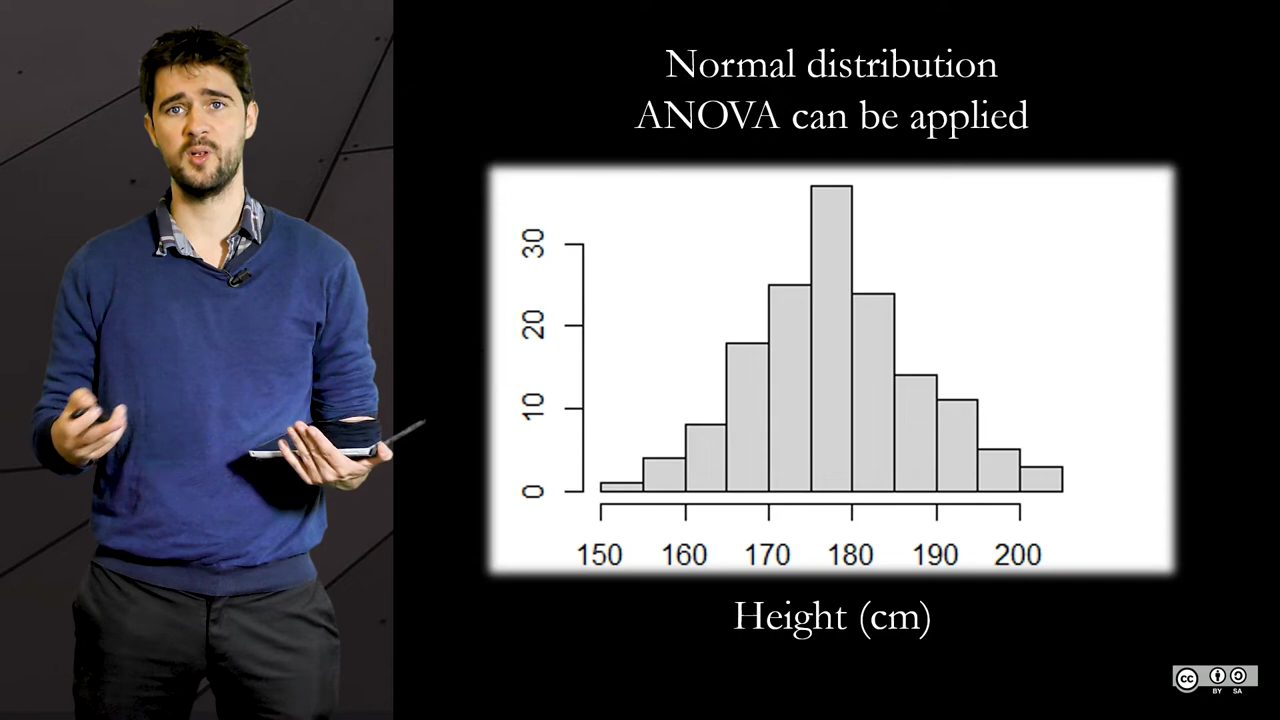 Normal distribution
ANOVA can be applied
30
20
10
0
150 160 170 180 190 200
Height (cm)
cc
BY SA